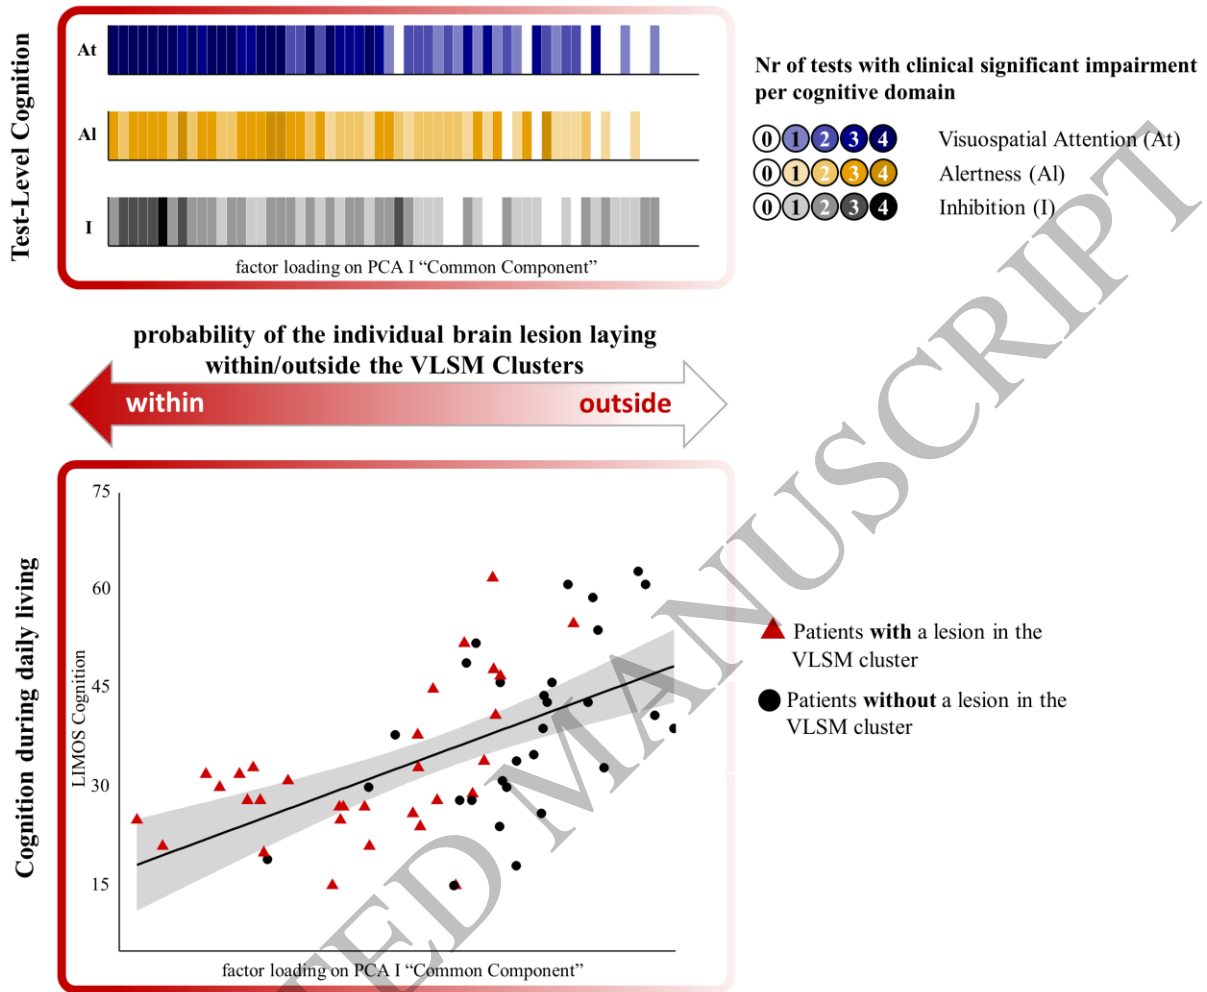 Test-Level Cognition
At
Al
I
factor loading on PCA I “Common Component”
Nr of tests with clinical significant impairment
per cognitive domain
0 1 2 3 4 Visuospatial Attention (At)
0 1 2 3 4 Alertness (Al)
0 1 2 3 4 Inhibition (I)
probability of the individual brain lesion laying
within/outside the VLSM Clusters
within outside
Cognition during daily living
LIMOS Cognition
75
60
45
30
15
factor loading on PCA I “Common Component”
Patients with a lesion in the
VLSM cluster
Patients without a lesion in the
VLSM cluster
TED MANUSCRIPT